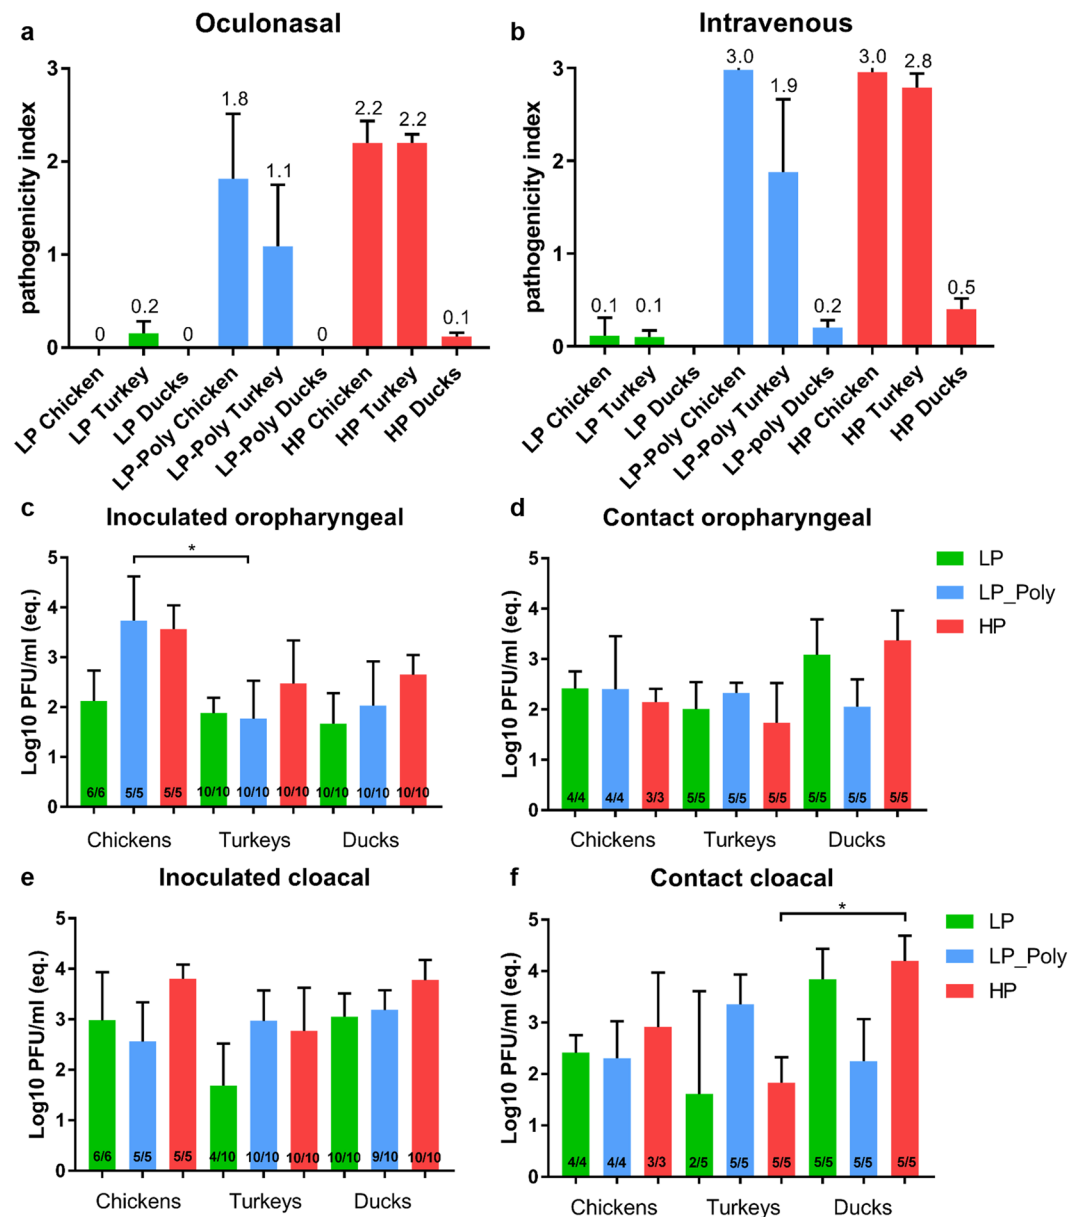 a
Oculonasal
pathogenicity index
3
2
1
0
0
0.2
0
1.8
1.1
0
2.2
2.2
0.1
LP Chicken
LP Turkey
LP Ducks
LP-Poly Chicken
LP-Poly Turkey
LP-Poly Ducks
HP Chicken
HP Turkey
HP Ducks
b
Intravenous
pathogenicity index
3
2
1
0
0.1
0.1
3.0
1.9
0.2
3.0
2.8
0.5
LP Chicken
LP Turkey
LP Ducks
LP-Poly Chicken
LP-Poly Turkey
LP-poly Ducks
HP Chicken
HP Turkey
HP Ducks
c
Inoculated oropharyngeal
Log10 PFU/ml (eq.)
5
4
3
2
1
0
*
6/6 5/5 5/5 10/10 10/10 10/10 10/10 10/10 10/10
Chickens Turkeys Ducks
d
Contact oropharyngeal
Log10 PFU/ml (eq.)
5
4
3
2
1
0
4/4 4/4 3/3 5/5 5/5 5/5 5/5 5/5 5/5
Chickens Turkeys Ducks
LP
LP_Poly
HP
e
Inoculated cloacal
Log10 PFU/ml (eq.)
5
4
3
2
1
0
6/6 5/5 5/5 4/10 10/10 10/10 10/10 9/10 10/10
Chickens Turkeys Ducks
f
Contact cloacal
Log10 PFU/ml (eq.)
5
4
3
2
1
0
*
4/4 4/4 3/3 2/5 5/5 5/5 5/5 5/5 5/5
Chickens Turkeys Ducks
LP
LP_Poly
HP